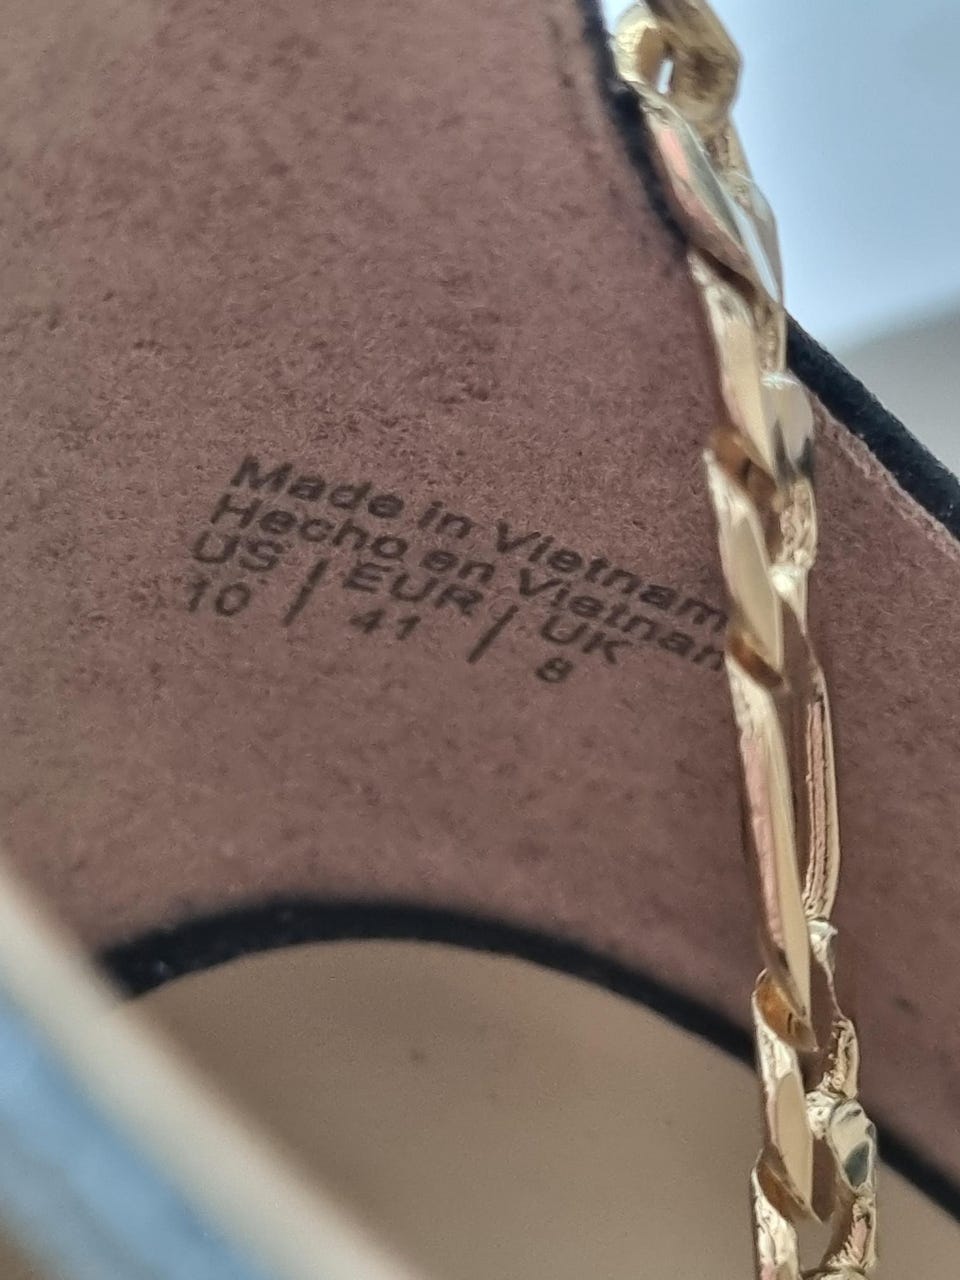 Made in Vietnam
Hecho en Vietnam
US | EUR | UK
10 | 41 | 8